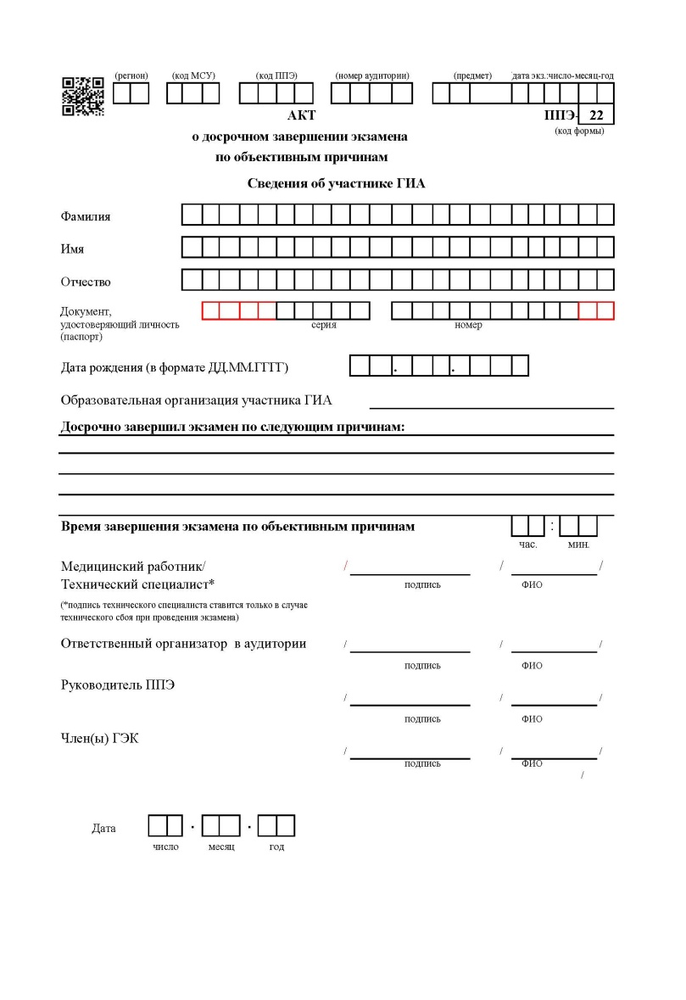 (регион) (код МСУ) (код ППЭ) (номер аудитории) (предмет) дата экз.:число-месяц-год
АКТ ППЭ- 22
(код формы)
о досрочном завершении экзамена
по объективным причинам
Сведения об участнике ГИА
Фамилия
Имя
Отчество
Документ,
удостоверяющий личность серия номер
(паспорт)
Дата рождения (в формате ДД.ММ.ГГГГ) . .
Образовательная организация участника ГИА
Досрочно завершил экзамен по следующим причинам:
Время завершения экзамена по объективным причинам :
час. мин.
Медицинский работник/ / / /
Технический специалист* подпись ФИО
(*подпись технического специалиста ставится только в случае
технического сбоя при проведения экзамена)
Ответственный организатор в аудитории / / /
подпись ФИО
Руководитель ППЭ
/ / /
подпись ФИО
Член(ы) ГЭК
/ / /
подпись ФИО
/
Дата . .
число месяц год